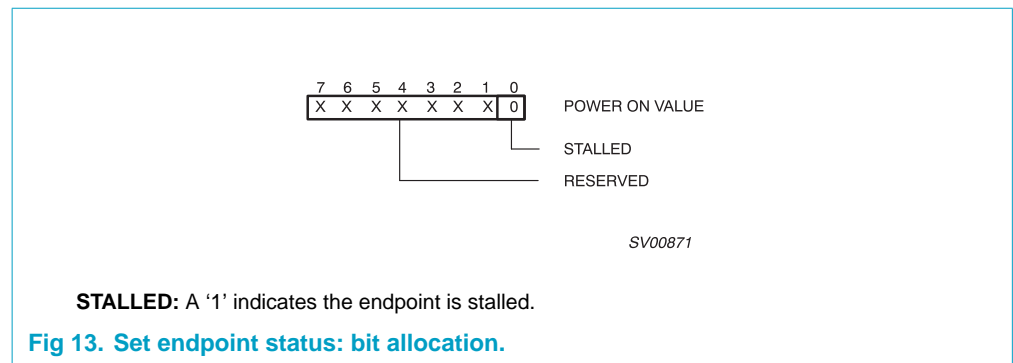 7 6 5 4 3 2 1 0
X X X X X X X 0 POWER ON VALUE
STALLED
RESERVED
SV00871
STALLED: A ‘1’ indicates the endpoint is stalled.
Fig 13. Set endpoint status: bit allocation.